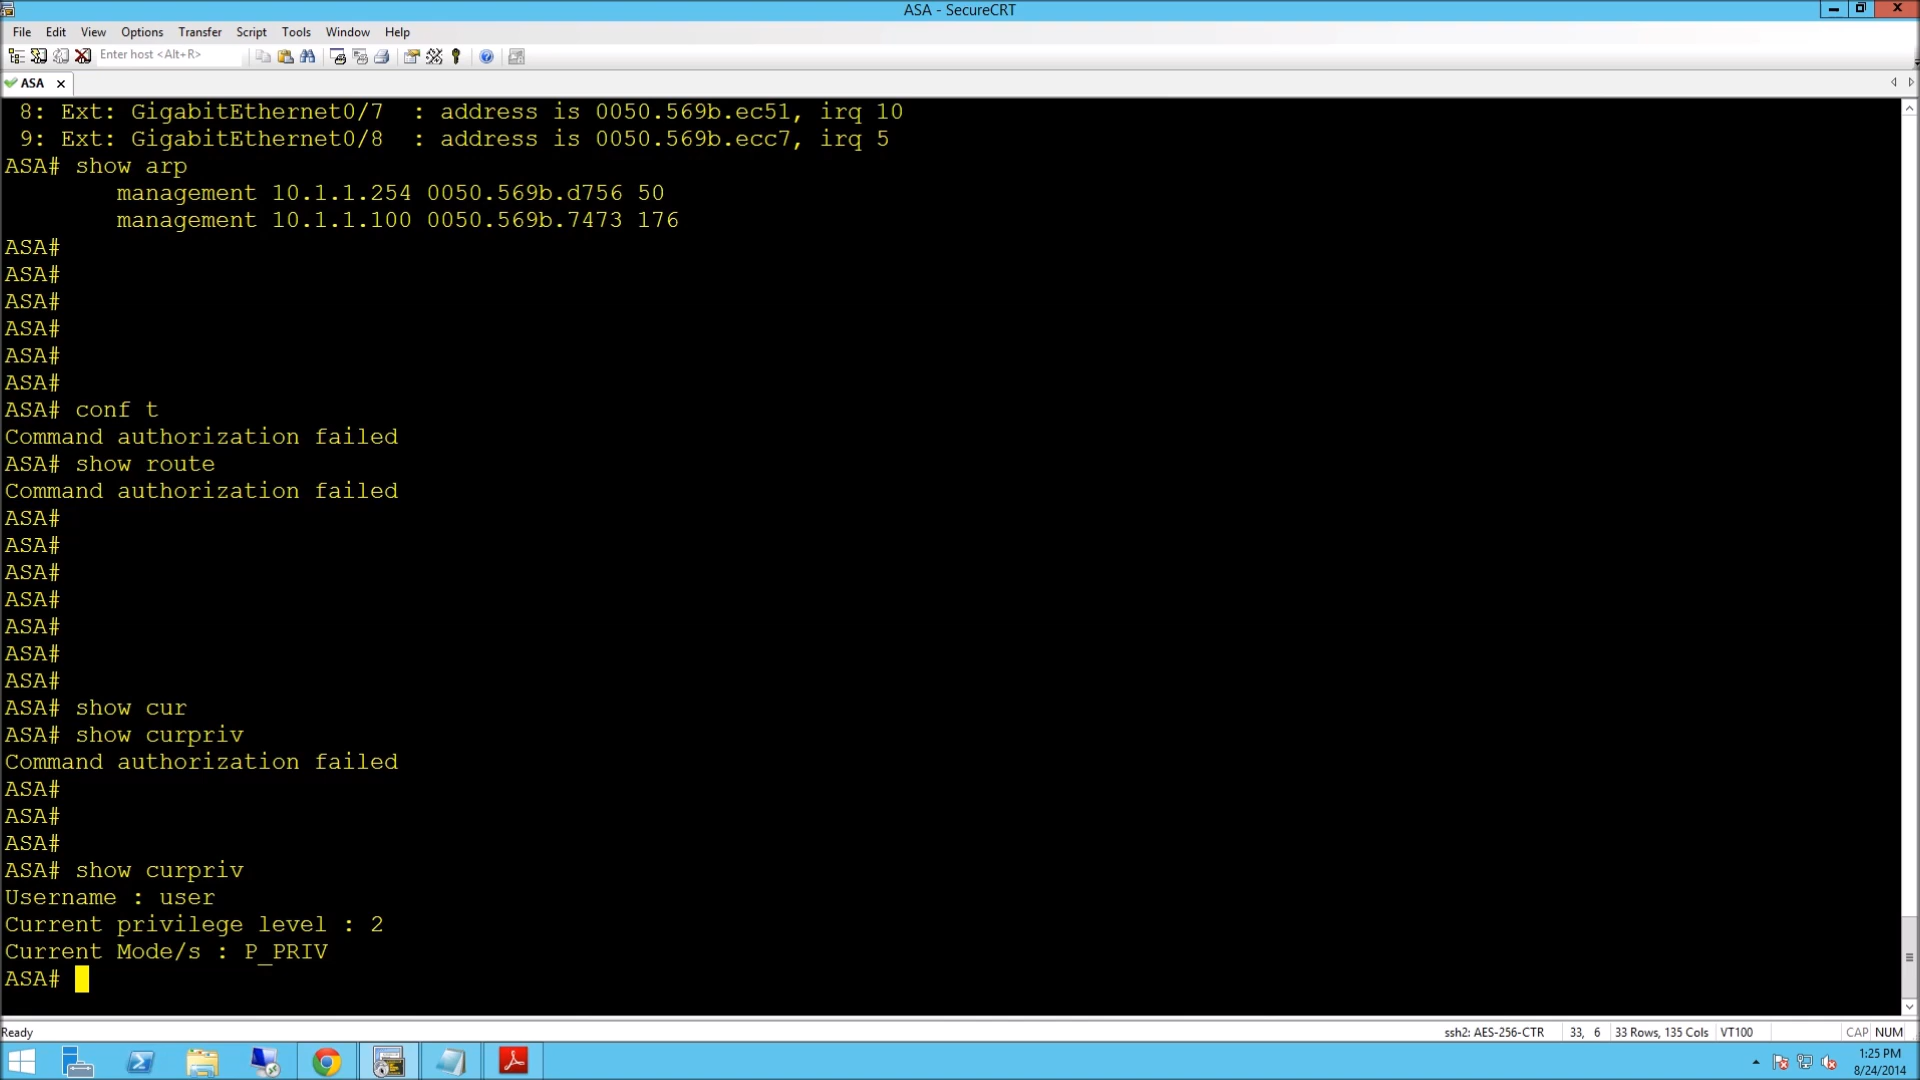 ASA - SecureCRT
File Edit View Options Transfer Script Tools Window Help
Enter host <Alt+R>
ASA
8: Ext: GigabitEthernet0/7  : address is 0050.569b.ec51, irq 10
9: Ext: GigabitEthernet0/8  : address is 0050.569b.ecc7, irq 5
ASA# show arp
management 10.1.1.254 0050.569b.d756 50
management 10.1.1.100 0050.569b.7473 176
ASA#
ASA#
ASA#
ASA#
ASA#
ASA#
ASA# conf t
Command authorization failed
ASA# show route
Command authorization failed
ASA#
ASA#
ASA#
ASA#
ASA#
ASA#
ASA#
ASA# show cur
ASA# show curpriv
Command authorization failed
ASA#
ASA#
ASA#
ASA# show curpriv
Username : user
Current privilege level : 2
Current Mode/s : P_PRIV
ASA#
Ready ssh2: AES-256-CTR 33, 6 33 Rows, 135 Cols VT100 CAP NUM
1:25 PM
8/24/2014